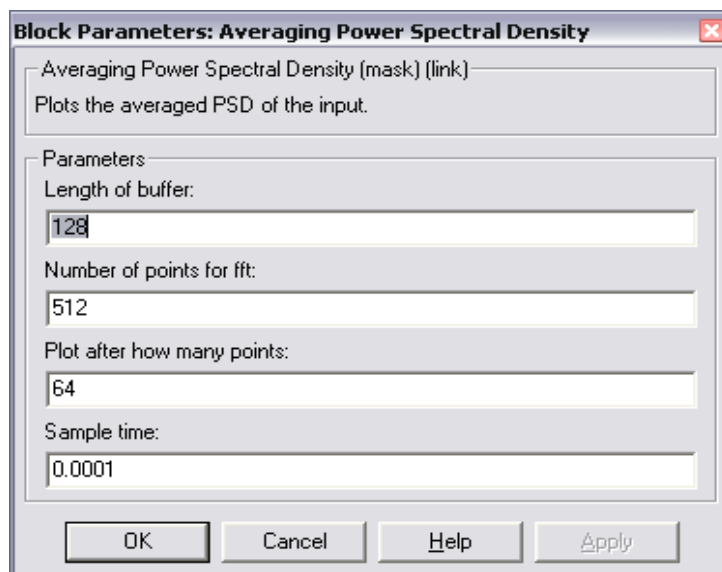 Block Parameters: Averaging Power Spectral Density
Averaging Power Spectral Density (mask) (link)
Plots the averaged PSD of the input.
Parameters
Length of buffer:
128
Number of points for fft:
512
Plot after how many points:
64
Sample time:
0.0001
OK Cancel Help Apply